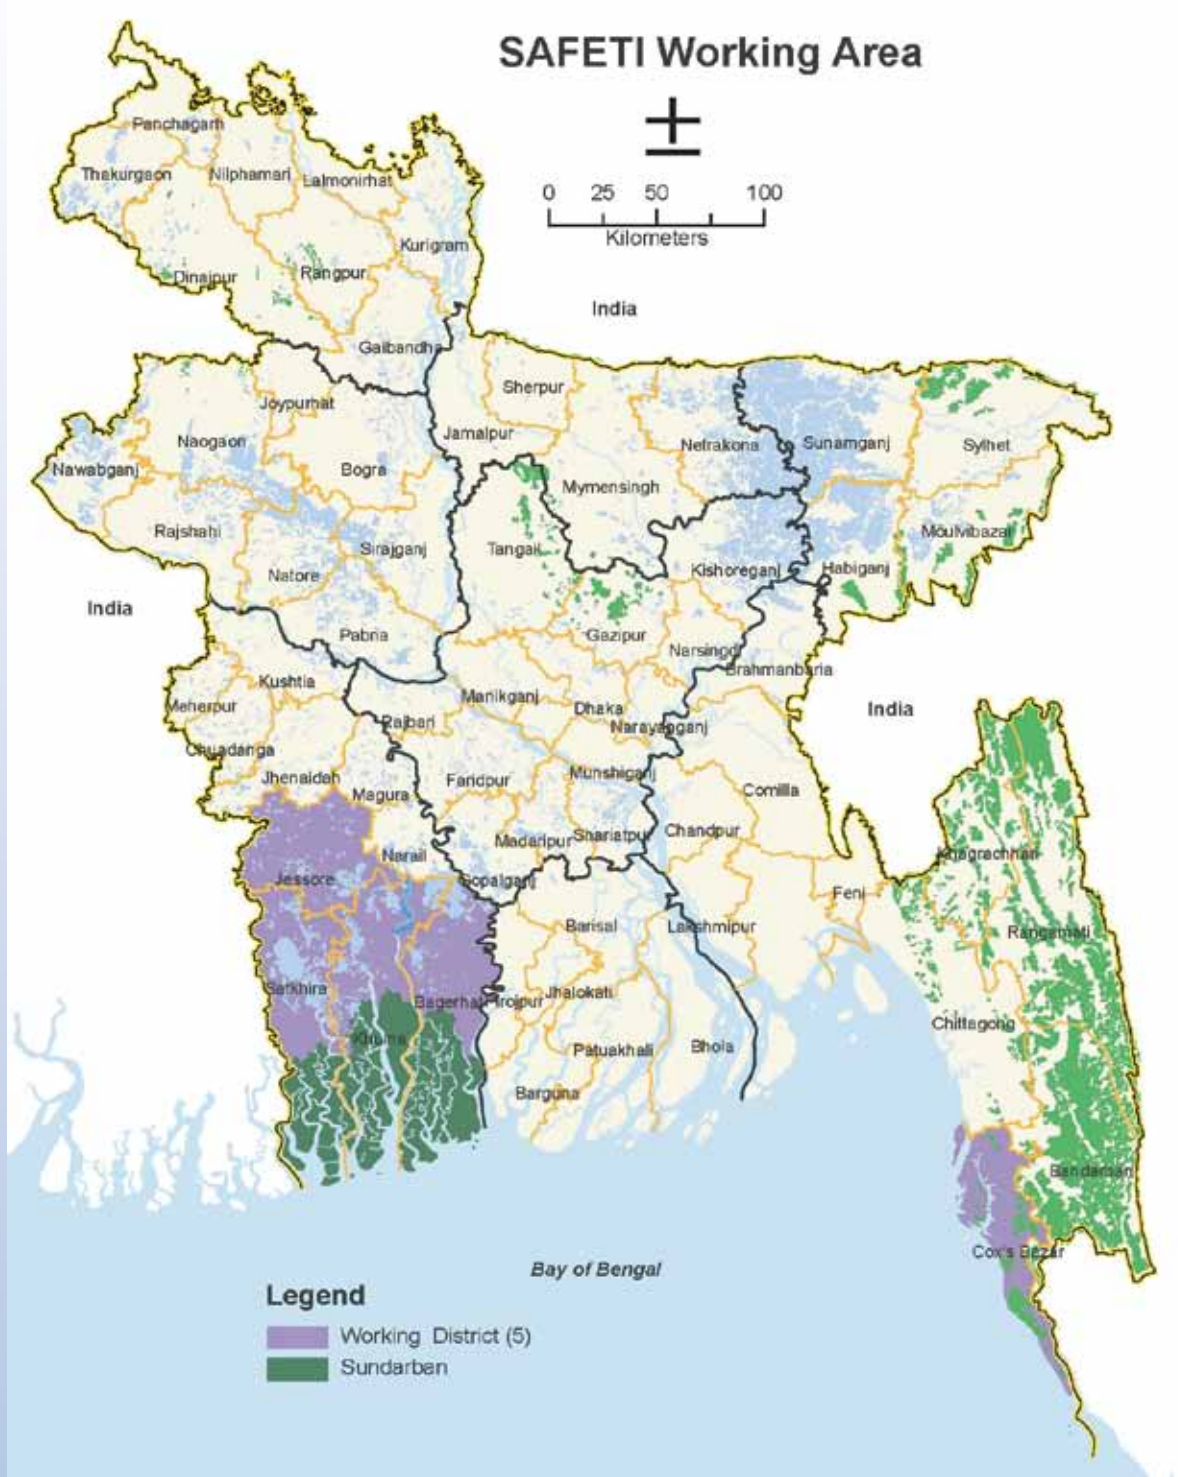 SAFETI Working Area
0 25 50 100
Kilometers
Panchagarh
Thakurgaon
Nilphamari
Lalmonirhat
Kurigram
Dinajpur
Rangpur
India
Gaibandha
Sherpur
Joypurhat
Jamalpur
Naogaon
Netrakona
Sunamganj
Sylhet
Nawabganj
Bogra
Mymensingh
Rajshahi
Sirajganj
Tangail
Moulvibazar
Natore
Kishoreganj
Habiganj
India
Pabna
Gazipur
Narsingdi
Brahmanbaria
Kushtia
Meherpur
Manikganj
Dhaka
India
Rajbari
Narayanganj
Chuadanga
Jhenaidah
Faridpur
Munshiganj
Magura
Comilla
Madaripur
Shariatpur
Chandpur
Narail
Khagrachhari
Jessore
Gopalganj
Feni
Barisal
Lakshmipur
Rangamati
Satkhira
Bagerhat
Pirojpur
Jhalokati
Chittagong
Khulna
Patuakhali
Bhola
Barguna
Bandarban
Cox's Bazar
Bay of Bengal
Legend
Working District (5)
Sundarban